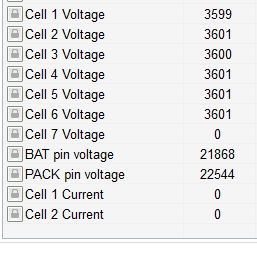 Cell 1 Voltage 3599
Cell 2 Voltage 3601
Cell 3 Voltage 3600
Cell 4 Voltage 3601
Cell 5 Voltage 3601
Cell 6 Voltage 3601
Cell 7 Voltage 0
BAT pin voltage 21868
PACK pin voltage 22544
Cell 1 Current 0
Cell 2 Current 0